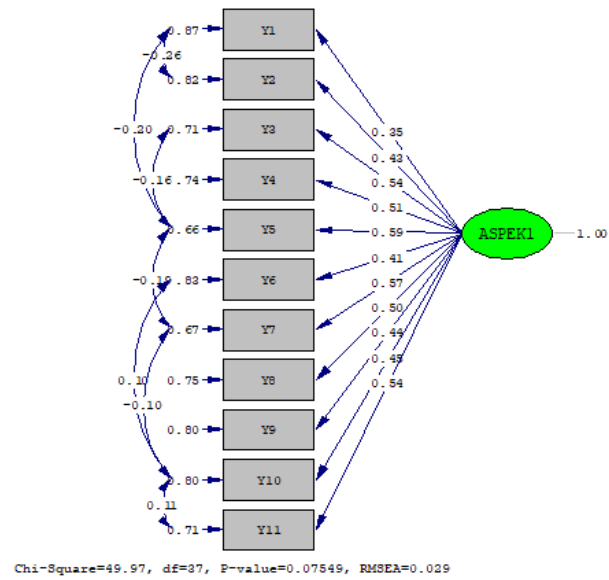 0.87 Y1
-0.26
0.82 Y2
-0.20 0.71 Y3 0.35
0.43
-0.16 0.74 Y4 0.54
0.51
0.66 Y5 0.59 ASPEK1 1.00
0.41
-0.19 0.83 Y6 0.57
0.50
0.67 Y7 0.44
0.45
0.75 Y8 0.54
-0.10
0.80 Y9
0.80 Y10
0.11
0.71 Y11
Chi-Square=49.97, df=37, P-value=0.07549, RMSEA=0.029